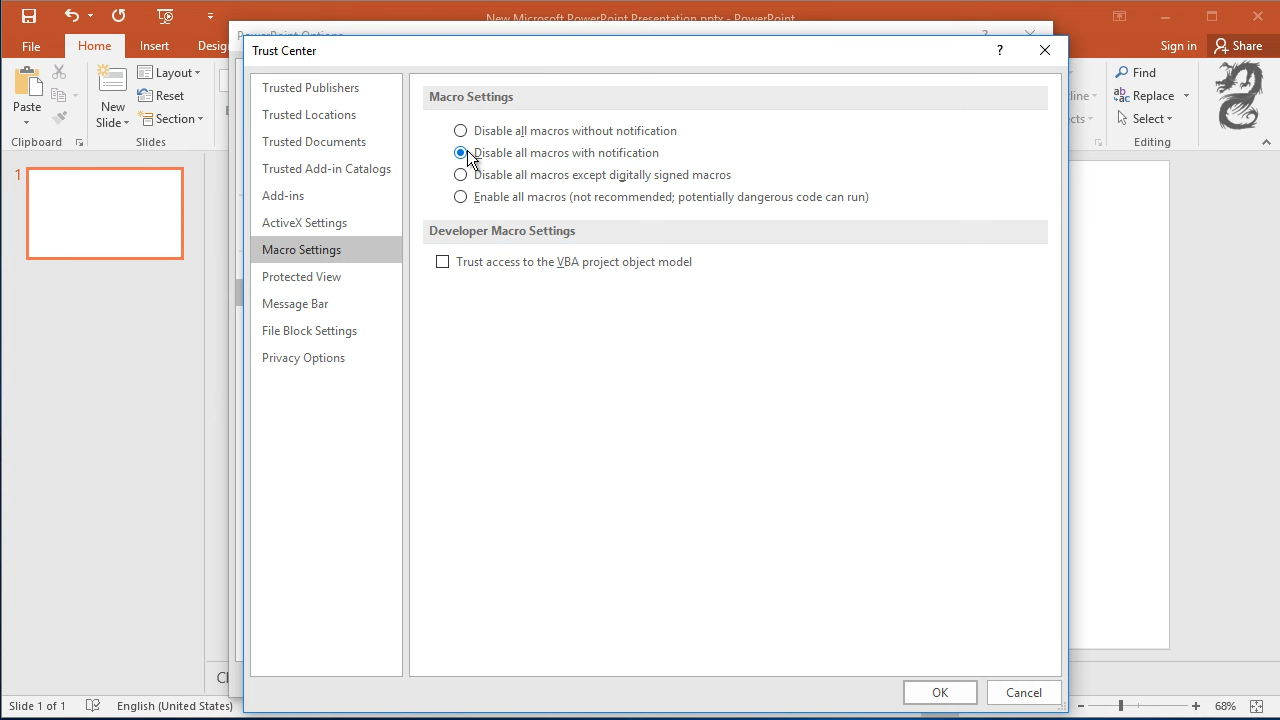 New Microsoft PowerPoint Presentation.pptx - PowerPoint
File
Home
Insert
Sign in
Share
PowerPoint Options
Trust Center
Paste
New
Slide
Layout
Reset
Section
Find
Replace
Select
Clipboard
Slides
Editing
1
Trusted Publishers
Trusted Locations
Trusted Documents
Trusted Add-in Catalogs
Add-ins
ActiveX Settings
Macro Settings
Protected View
Message Bar
File Block Settings
Privacy Options
Macro Settings
Disable all macros without notification
Disable all macros with notification
Disable all macros except digitally signed macros
Enable all macros (not recommended; potentially dangerous code can run)
Developer Macro Settings
Trust access to the VBA project object model
OK
Cancel
Slide 1 of 1
English (United States)
68%